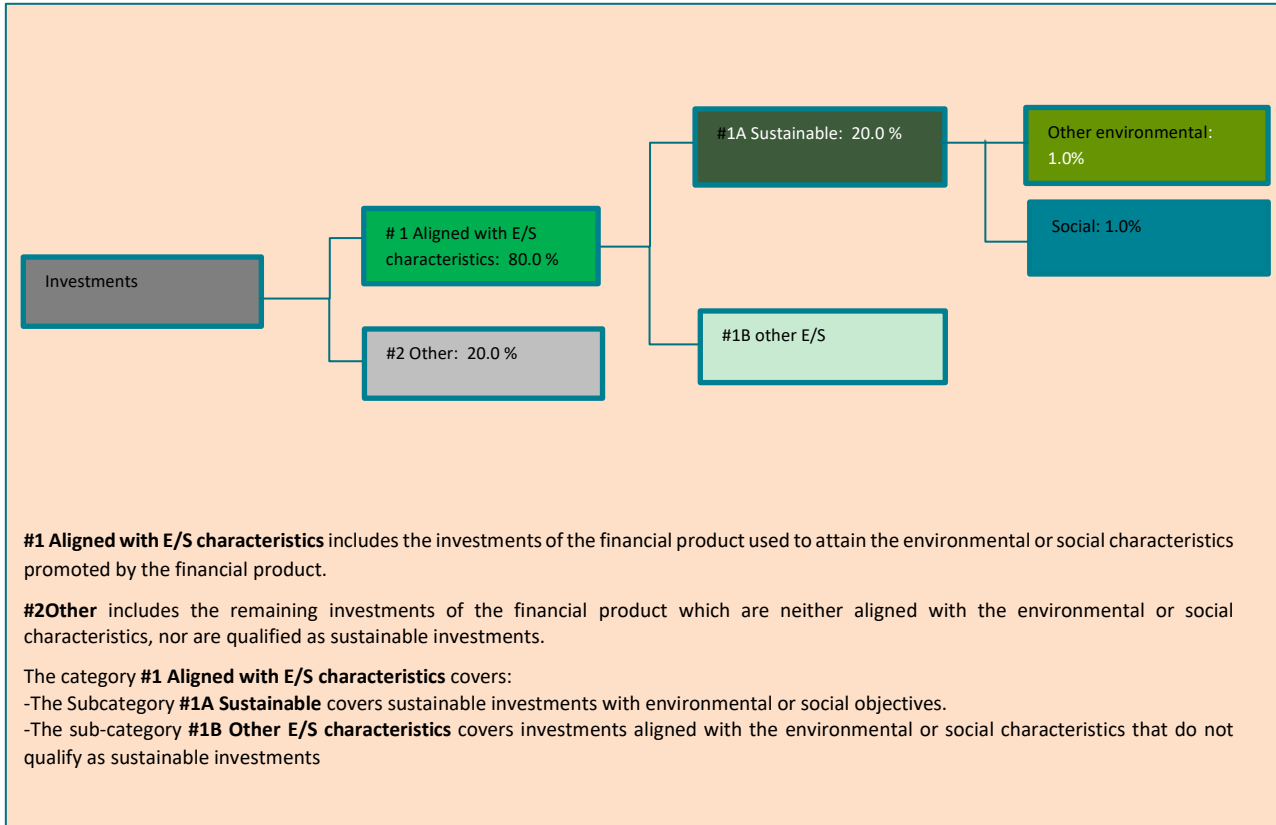 #1A Sustainable: 20.0 %
Other environmental:
1.0%
# 1 Aligned with E/S
characteristics: 80.0 %
Social: 1.0%
Investments
#2 Other: 20.0 %
#1B other E/S
#1 Aligned with E/S characteristics includes the investments of the financial product used to attain the environmental or social characteristics
promoted by the financial product.
#2Other includes the remaining investments of the financial product which are neither aligned with the environmental or social
characteristics, nor are qualified as sustainable investments.
The category #1 Aligned with E/S characteristics covers:
-The Subcategory #1A Sustainable covers sustainable investments with environmental or social objectives.
-The sub-category #1B Other E/S characteristics covers investments aligned with the environmental or social characteristics that do not
qualify as sustainable investments